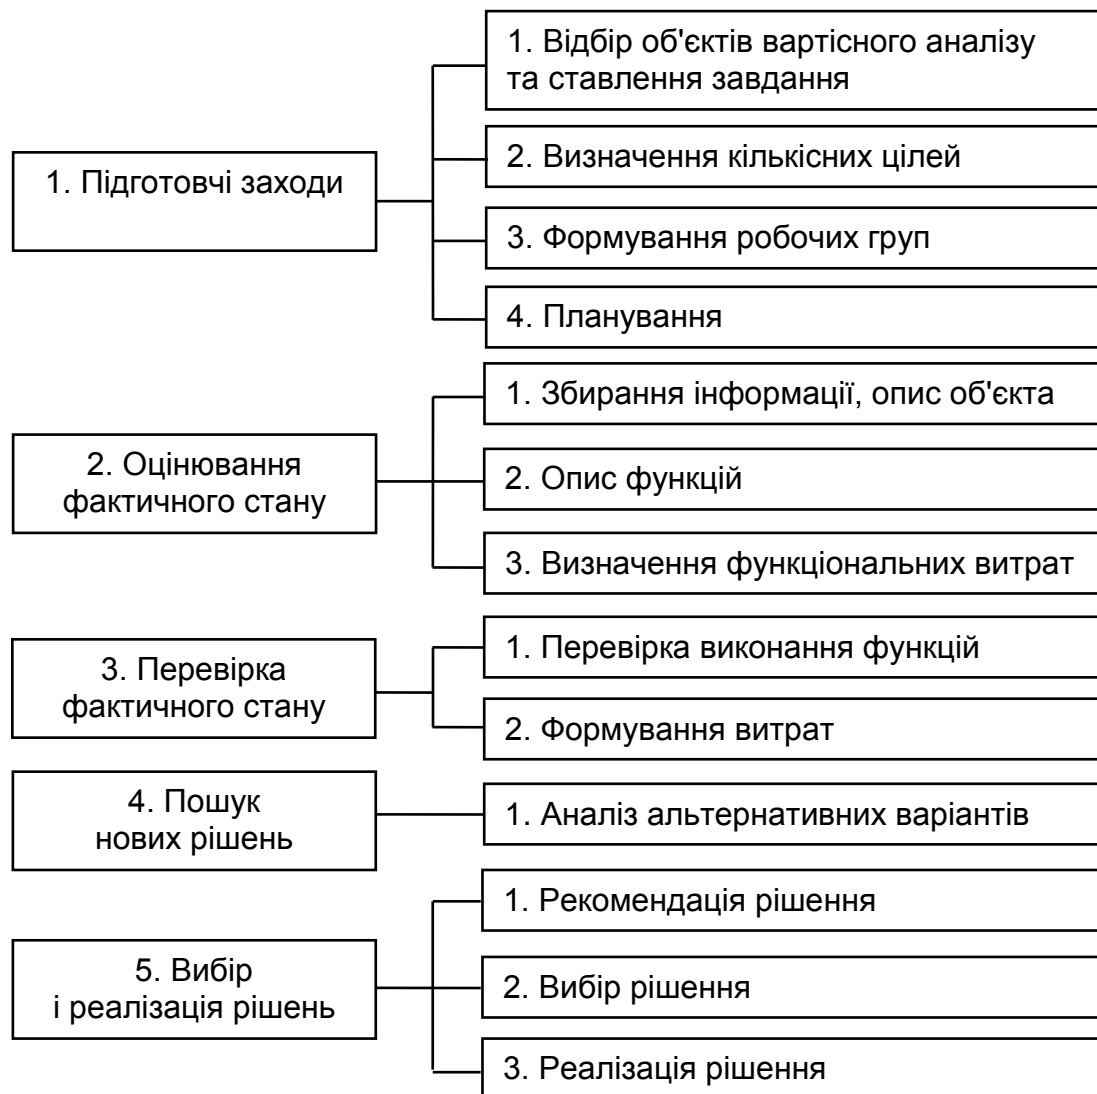 1. Підготовчі заходи
1. Відбір об'єктів вартісного аналізу
та ставлення завдання
2. Визначення кількісних цілей
3. Формування робочих груп
4. Планування
2. Оцінювання
фактичного стану
1. Збирання інформації, опис об'єкта
2. Опис функцій
3. Визначення функціональних витрат
3. Перевірка
фактичного стану
1. Перевірка виконання функцій
2. Формування витрат
4. Пошук
нових рішень
1. Аналіз альтернативних варіантів
5. Вибір
і реалізація рішень
1. Рекомендація рішення
2. Вибір рішення
3. Реалізація рішення